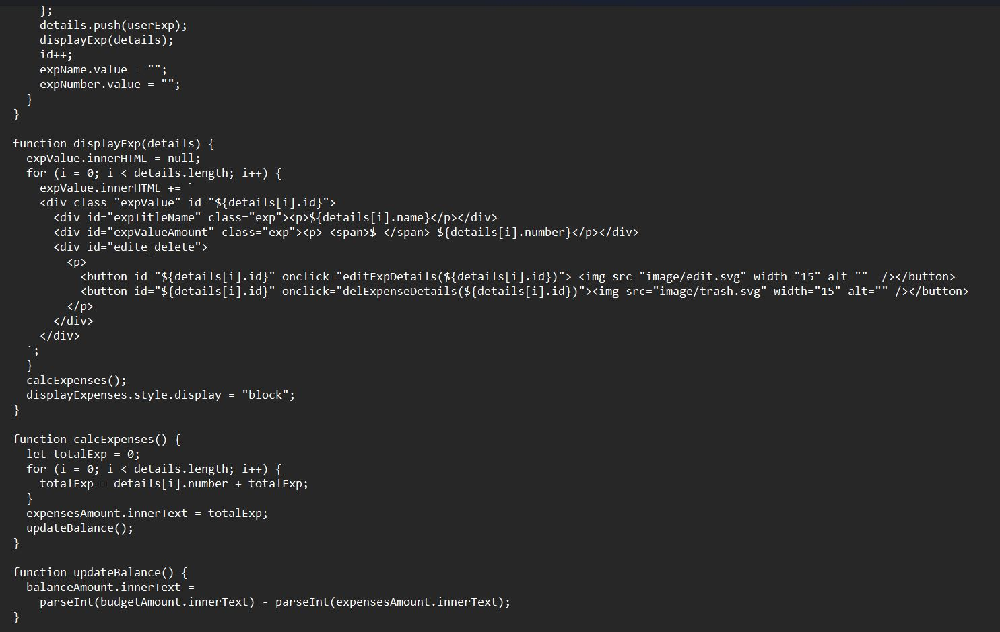 };
details.push(userExp);
displayExp(details);
id++;
expName.value = "";
expNumber.value = "";
}
}
function displayExp(details) {
expValue.innerHTML = null;
for (i = 0; i < details.length; i++) {
expValue.innerHTML += `
<div class="expValue" id="${details[i].id}">
<div id="expTitleName" class="exp"><p>${details[i].name}</p></div>
<div id="expValueAmount" class="exp"><p> <span>$ </span> ${details[i].number}</p></div>
<div id="edite_delete">
<p>
<button id="${details[i].id}" onclick="editExpDetails(${details[i].id})"> <img src="image/edit.svg" width="15" alt=""  /></button>
<button id="${details[i].id}" onclick="delExpenseDetails(${details[i].id})"><img src="image/trash.svg" width="15" alt="" /></button>
</p>
</div>
</div>
`;
}
calcExpenses();
displayExpenses.style.display = "block";
}
function calcExpenses() {
let totalExp = 0;
for (i = 0; i < details.length; i++) {
totalExp = details[i].number + totalExp;
}
expensesAmount.innerText = totalExp;
updateBalance();
}
function updateBalance() {
balanceAmount.innerText =
parseInt(budgetAmount.innerText) - parseInt(expensesAmount.innerText);
}